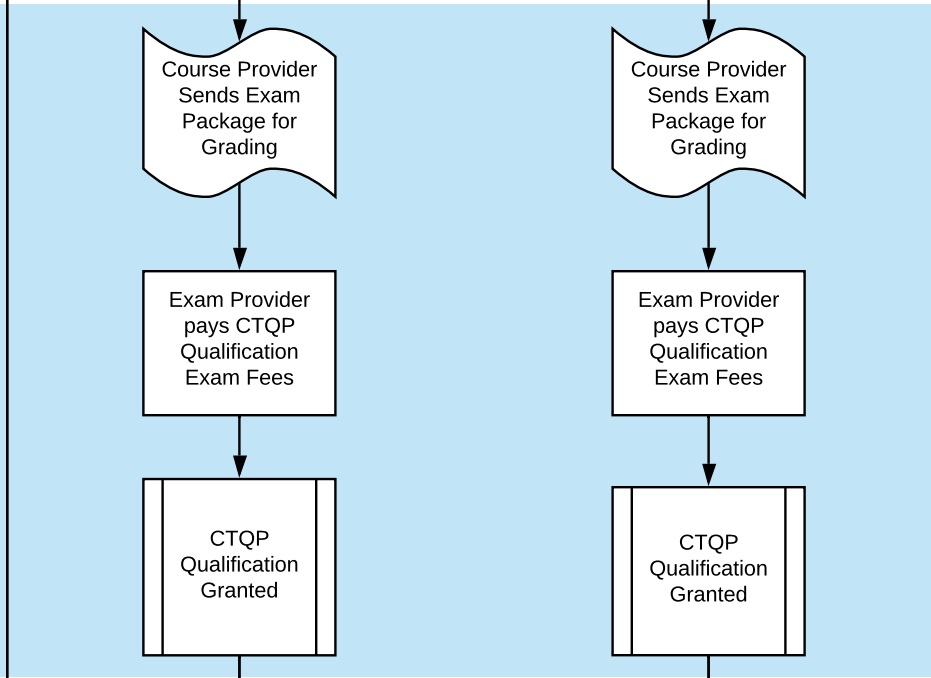 Course Provider
Sends Exam
Package for
Grading
Exam Provider
pays CTQP
Qualification
Exam Fees
CTQP
Qualification
Granted
Course Provider
Sends Exam
Package for
Grading
Exam Provider
pays CTQP
Qualification
Exam Fees
CTQP
Qualification
Granted